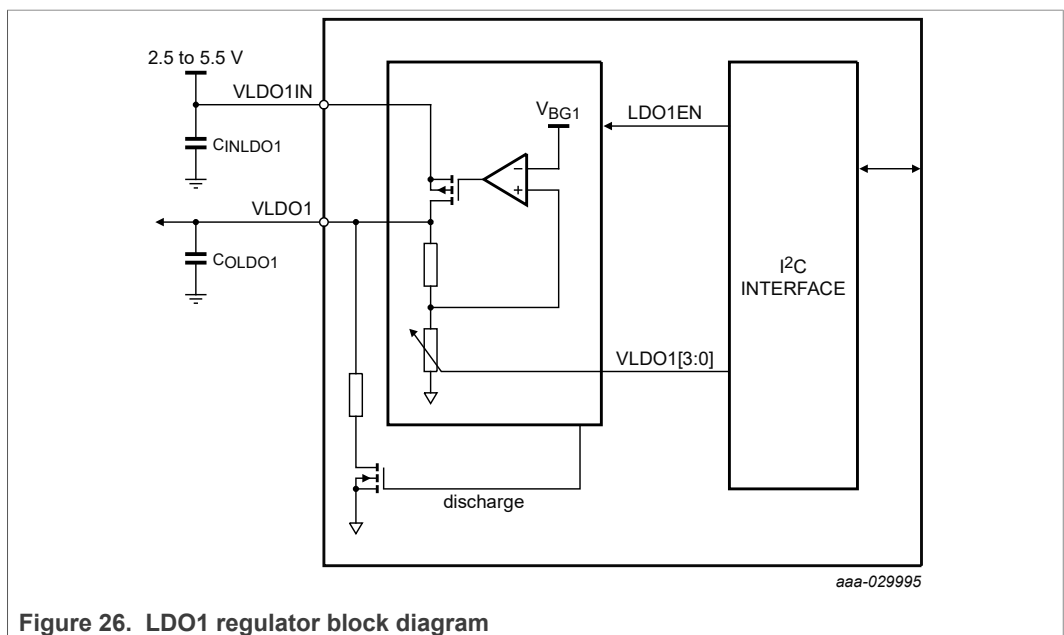 2.5 to 5.5 V
VLDO1IN
CINLDO1
VBG1
LDO1EN
−
+
VLDO1
COLDO1
I2C
INTERFACE
VLDO1[3:0]
discharge
aaa-029995
Figure 26. LDO1 regulator block diagram